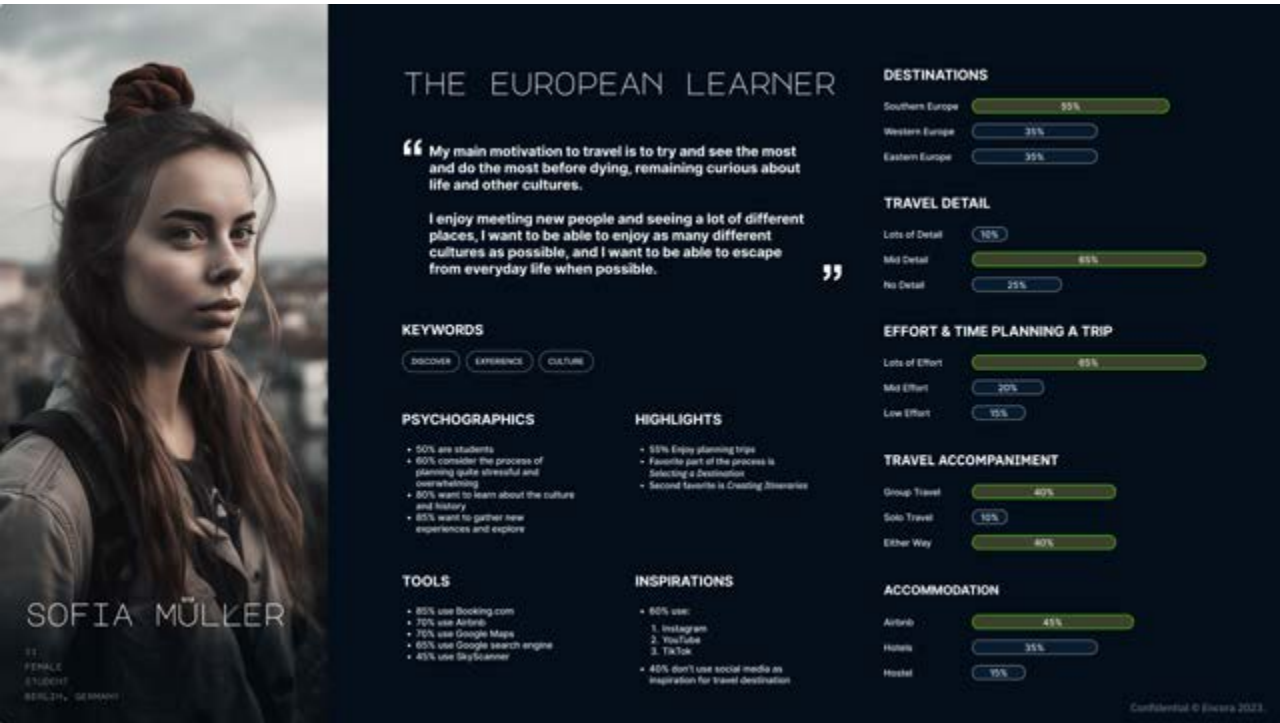 THE EUROPEAN LEARNER
“ My main motivation to travel is to try and see the most
and do the most before dying, remaining curious about
life and other cultures.
I enjoy meeting new people and seeing a lot of different
places, I want to be able to enjoy as many different
cultures as possible, and I want to be able to escape
from everyday life when possible. ”
KEYWORDS
DISCOVER EXPERIENCE CULTURE
PSYCHOGRAPHICS
• 50% are students
• 60% consider the process of
planning quite stressful and
overwhelming
• 80% want to learn about the culture
and history
• 85% want to gather new
experiences and explore
HIGHLIGHTS
• 55% Enjoy planning trips
• Favorite part of the process is
Selecting a Destination
• Second favorite is Creating Itineraries
TOOLS
• 85% use Booking.com
• 70% use Airbnb
• 70% use Google Maps
• 65% use Google search engine
• 45% use SkyScanner
INSPIRATIONS
• 60% use:
1. Instagram
2. YouTube
3. TikTok
• 40% don't use social media as
inspiration for travel destination
DESTINATIONS
Southern Europe 55%
Western Europe 35%
Eastern Europe 35%
TRAVEL DETAIL
Lots of Detail 10%
Mid Detail 65%
No Detail 25%
EFFORT & TIME PLANNING A TRIP
Lots of Effort 65%
Mid Effort 20%
Low Effort 15%
TRAVEL ACCOMPANIMENT
Group Travel 40%
Solo Travel 10%
Either Way 40%
ACCOMMODATION
Airbnb 45%
Hotels 35%
Hostel 15%
SOFIA MÜLLER
FEMALE
STUDENT
BERLIN, GERMANY
Confidential © Encora 2023.